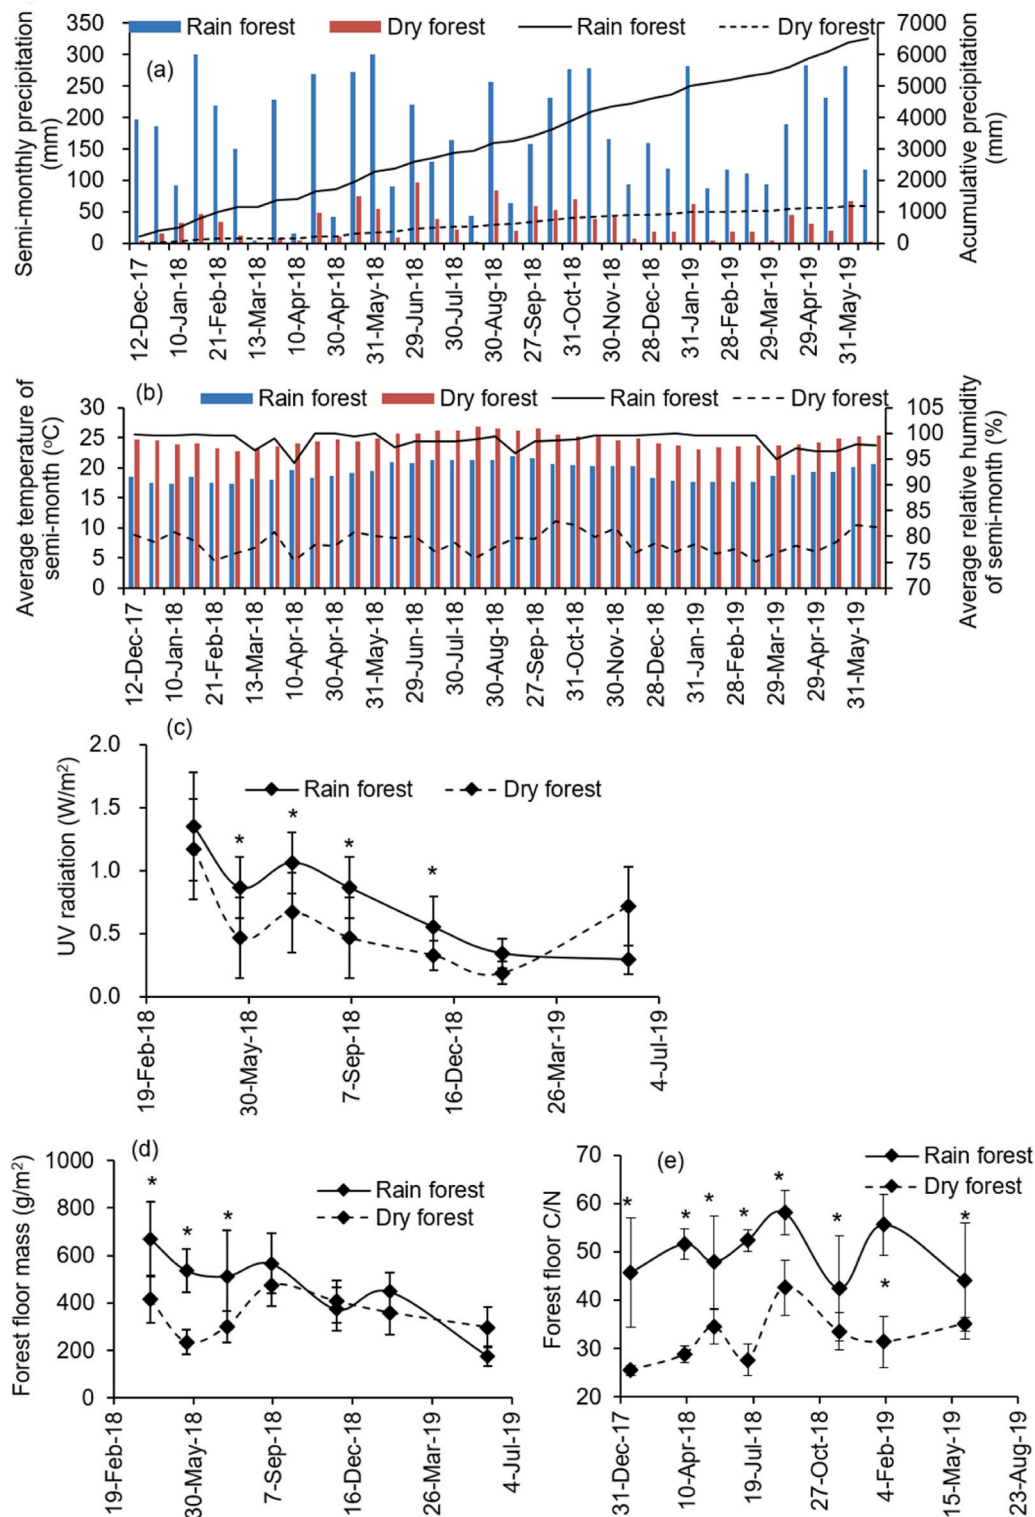 Rain forest Dry forest Rain forest Dry forest
(a)
Semi-monthly precipitation
(mm)
350
300
250
200
150
100
50
0
7000
6000
5000
4000
3000
2000
1000
0
Acumulative precipitation
(mm)
12-Dec-17
10-Jan-18
21-Feb-18
13-Mar-18
10-Apr-18
30-Apr-18
31-May-18
29-Jun-18
30-Jul-18
30-Aug-18
27-Sep-18
31-Oct-18
30-Nov-18
28-Dec-18
31-Jan-19
28-Feb-19
29-Mar-19
29-Apr-19
31-May-19
(b)
Rain forest Dry forest Rain forest Dry forest
Average temperature of
semi-month (°C)
30
25
20
15
10
5
0
105
100
95
90
85
80
75
70
Average relative humidity
of semi-month (%)
12-Dec-17
10-Jan-18
21-Feb-18
13-Mar-18
10-Apr-18
30-Apr-18
31-May-18
29-Jun-18
30-Jul-18
30-Aug-18
27-Sep-18
31-Oct-18
30-Nov-18
28-Dec-18
31-Jan-19
28-Feb-19
29-Mar-19
29-Apr-19
31-May-19
(c)
Rain forest Dry forest
UV radiation (W/m²)
2.0
1.5
1.0
0.5
0.0
* * * *
19-Feb-18
30-May-18
7-Sep-18
16-Dec-18
26-Mar-19
4-Jul-19
(d)
Rain forest
Dry forest
Forest floor mass (g/m²)
1000
800
600
400
200
0
* * *
19-Feb-18
30-May-18
7-Sep-18
16-Dec-18
26-Mar-19
4-Jul-19
(e)
Rain forest
Dry forest
Forest floor C/N
70
60
50
40
30
20
* * * * * * * *
31-Dec-17
10-Apr-18
19-Jul-18
27-Oct-18
4-Feb-19
15-May-19
23-Aug-19